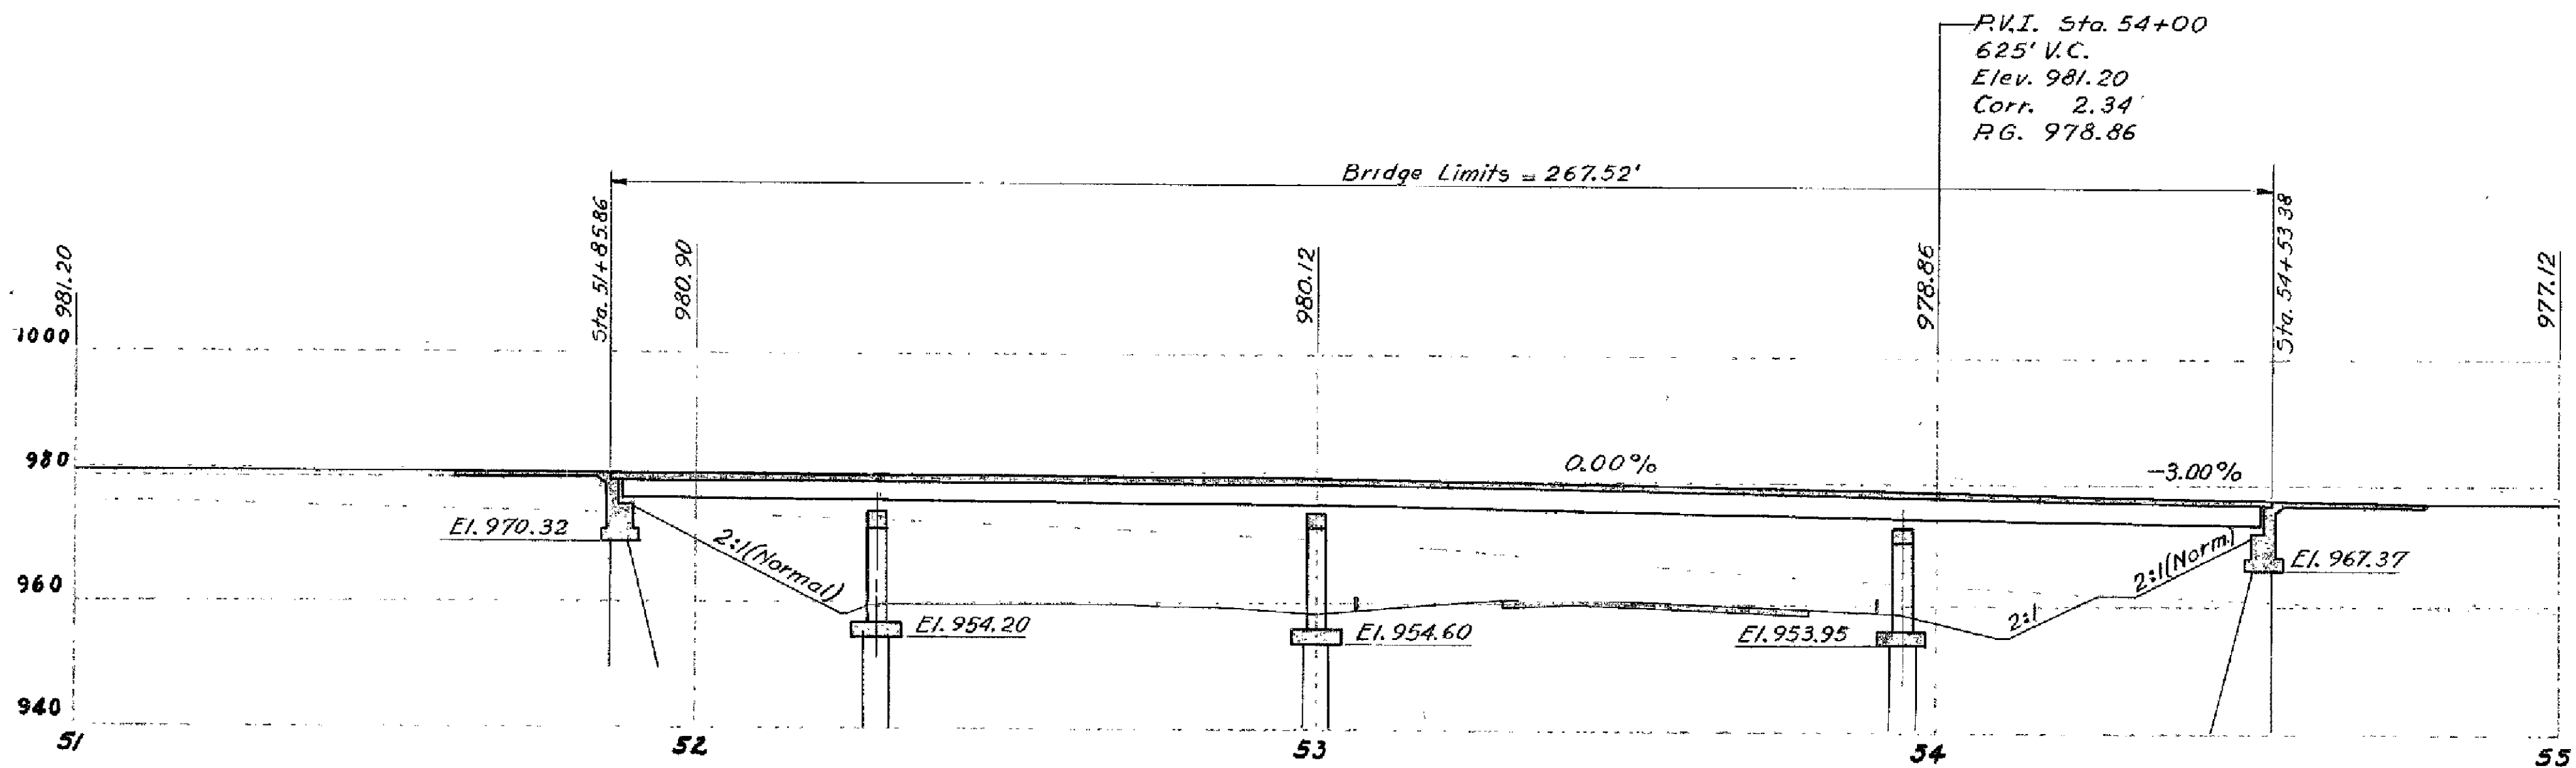 P.V.I. Sta. 54+00
625' V.C.
Elev. 981.20
Corr. 2.34'
P.G. 978.86
Bridge Limits = 267.52'
981.20
Sta. 51+85.86
980.90
980.12
978.86
Sta. 54+53 38
977.12
1000
980
960
940
0.00%
-3.00%
El. 970.32
2:1(Normal)
El. 954.20
El. 954.60
El. 953.95
2:1
2:1(Norm.)
El. 967.37
51
52
53
54
55